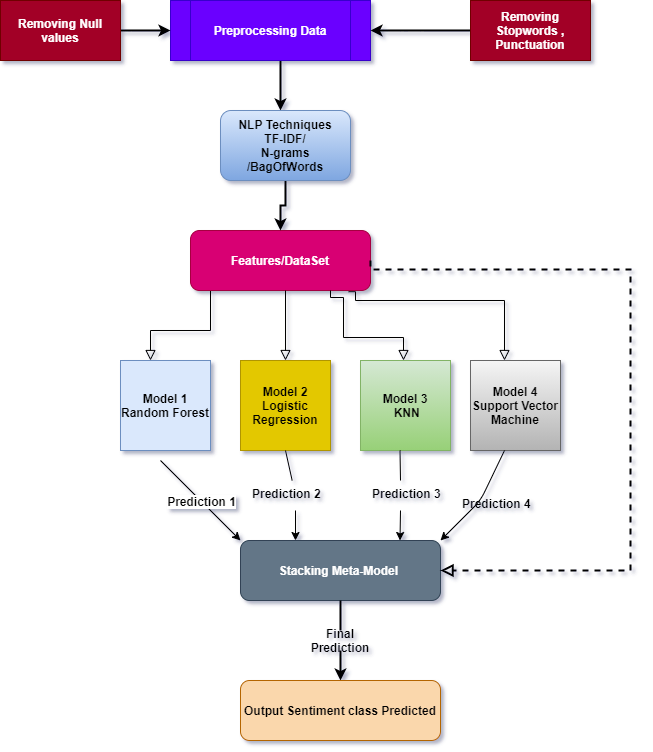 Removing Null
values
Preprocessing Data
Removing
Stopwords ,
Punctuation
NLP Techniques
TF-IDF/
N-grams
/BagOfWords
Features/DataSet
Model 1
Random Forest
Model 2
Logistic
Regression
Model 3
KNN
Model 4
Support Vector
Machine
Prediction 1
Prediction 2
Prediction 3
Prediction 4
Stacking Meta-Model
Final
Prediction
Output Sentiment class Predicted